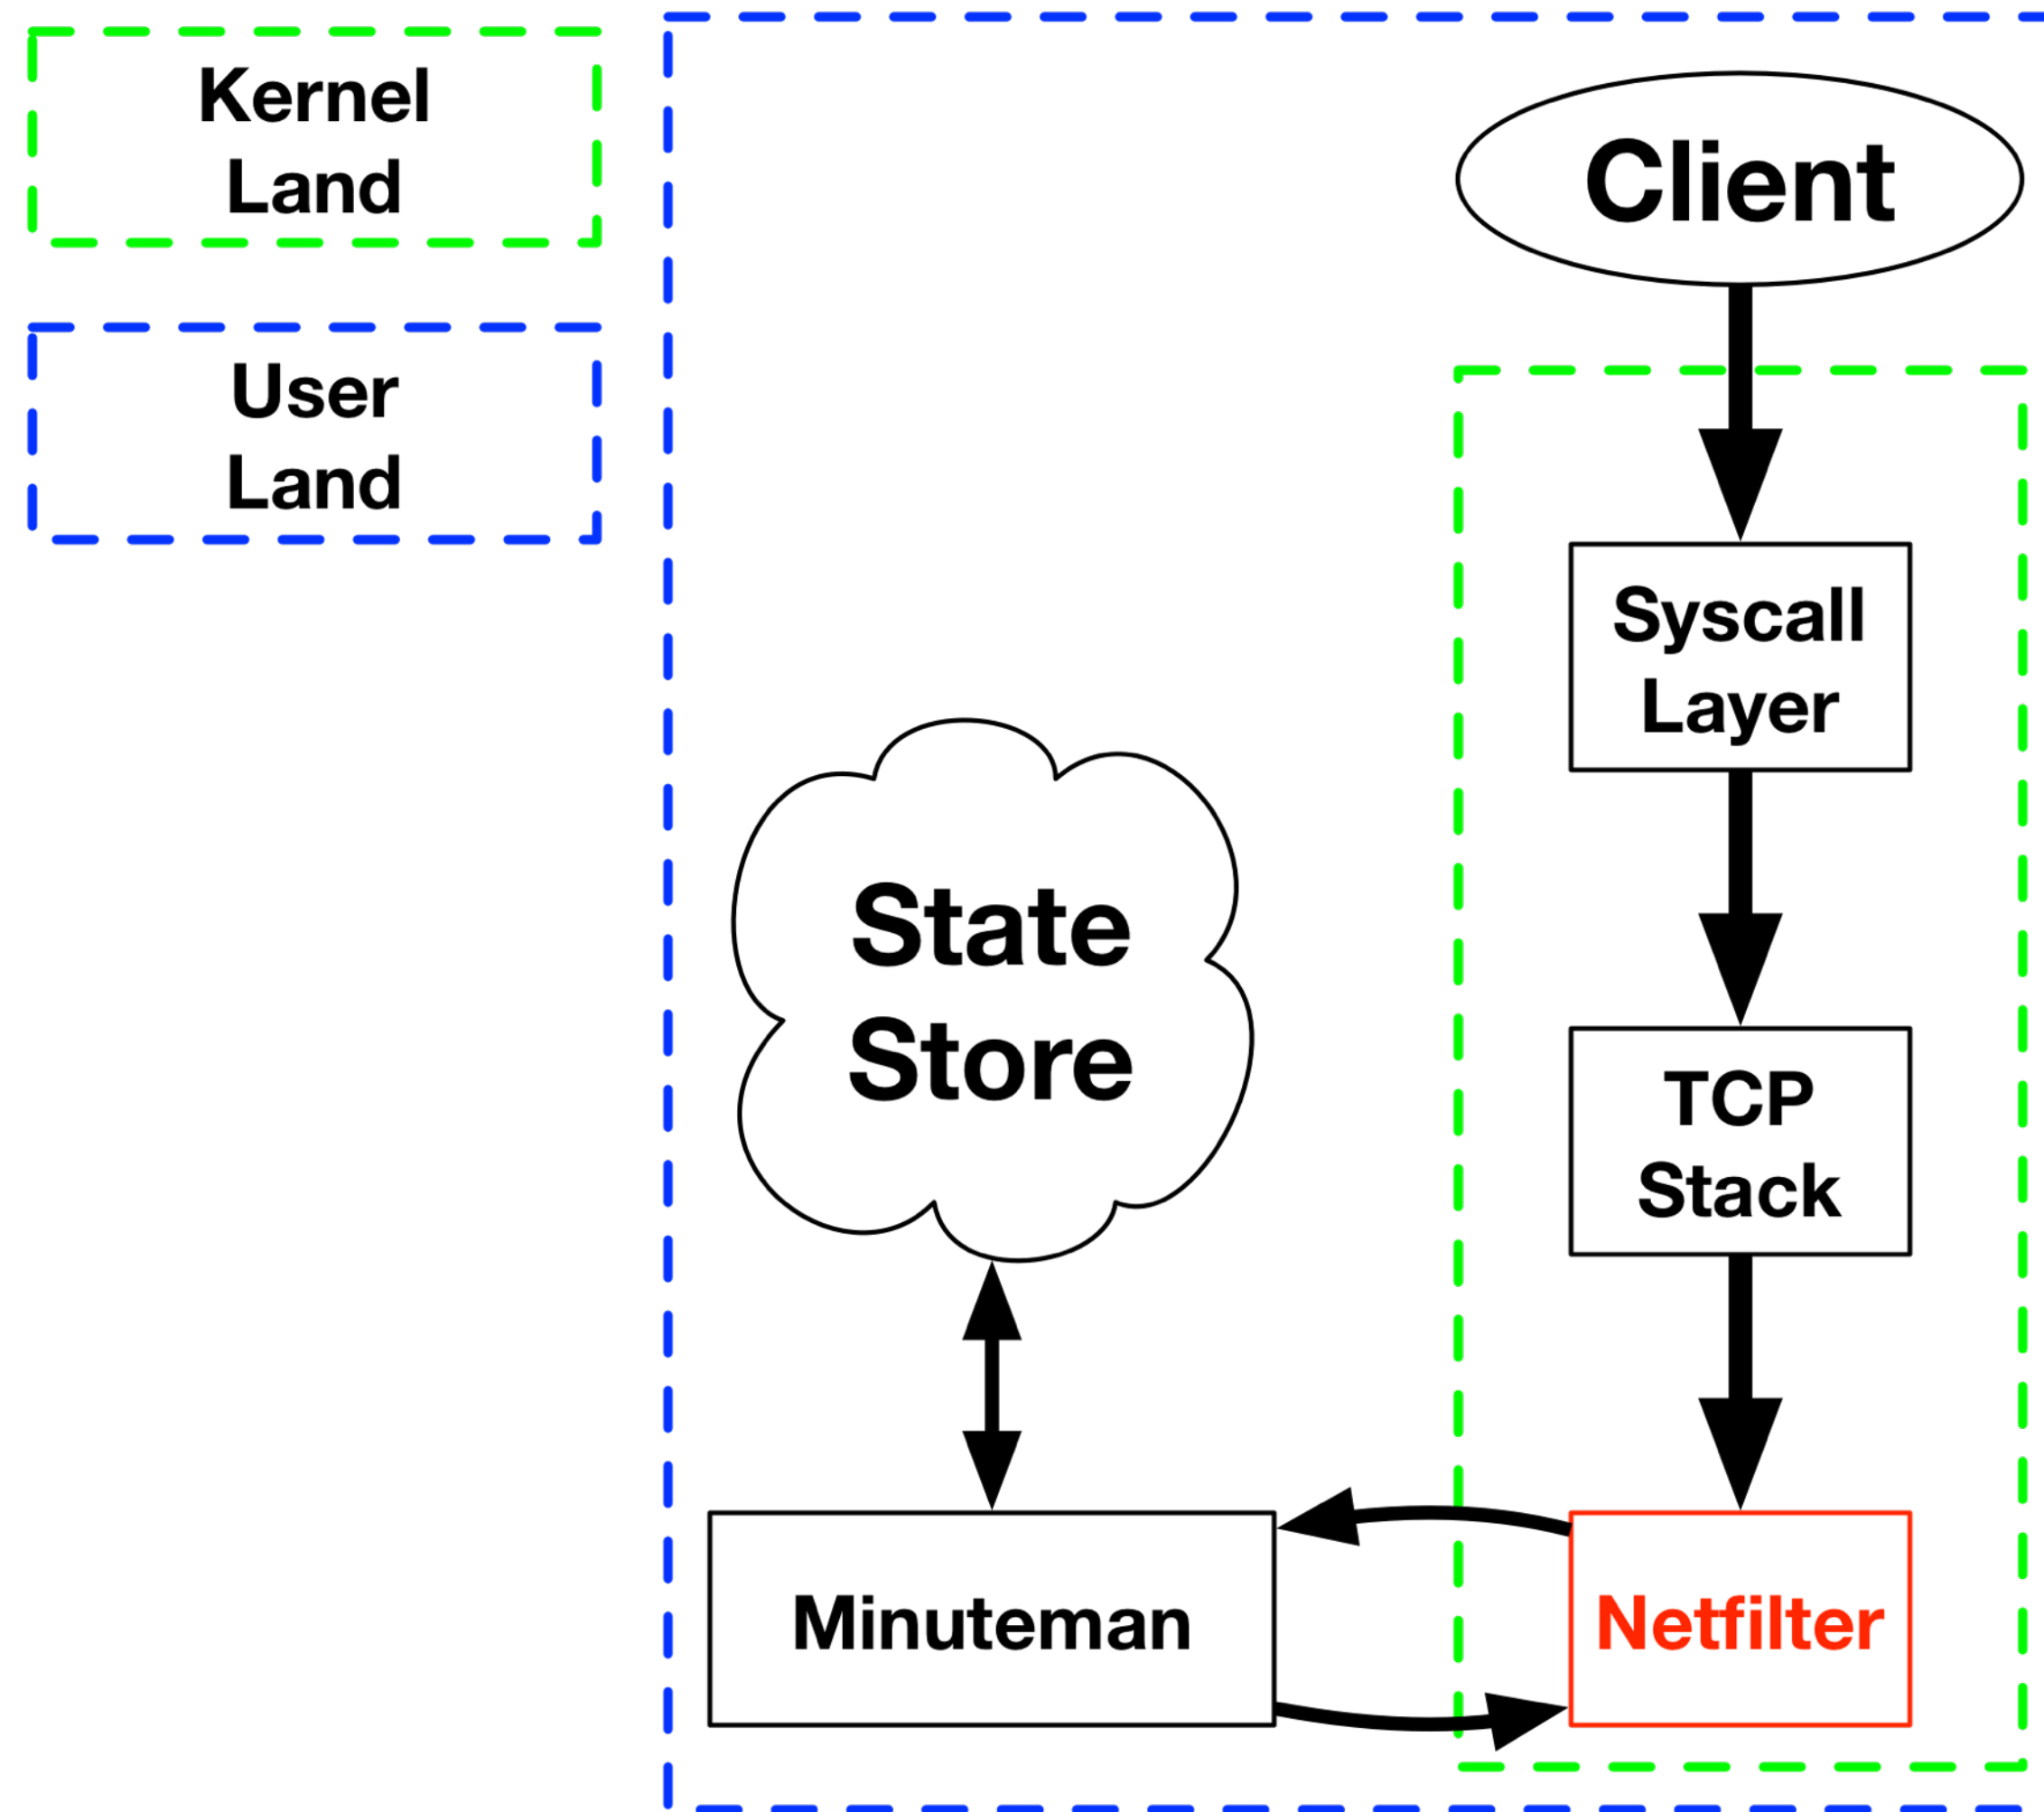 Kernel
Land
User
Land
Client
Syscall
Layer
State
Store
TCP
Stack
Minuteman
Netfilter